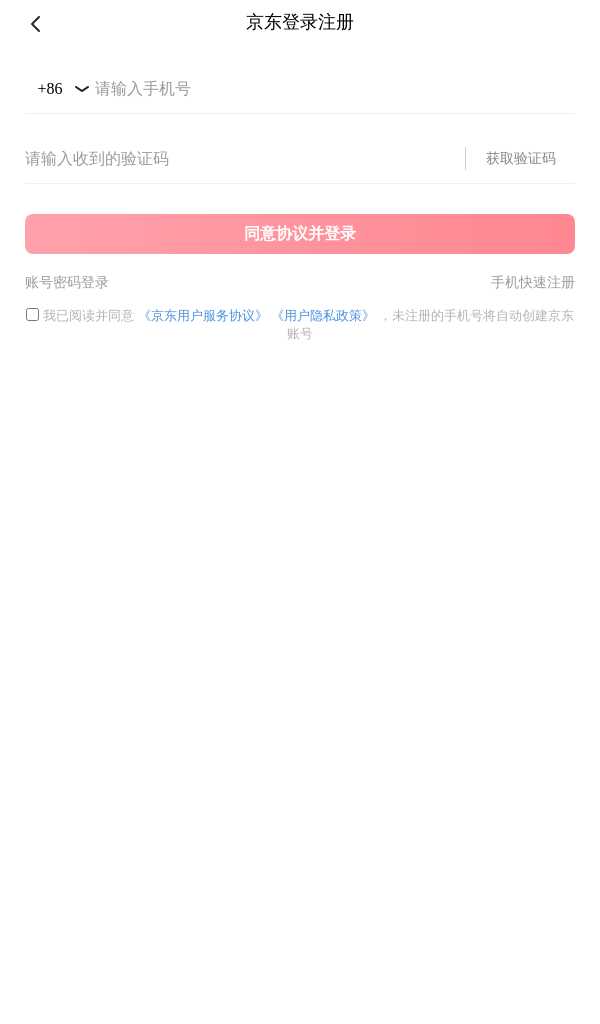 京东登录注册
+86 请输入手机号
请输入收到的验证码 获取验证码
同意协议并登录
账号密码登录 手机快速注册
我已阅读并同意 《京东用户服务协议》 《用户隐私政策》 ，未注册的手机号将自动创建京东
账号